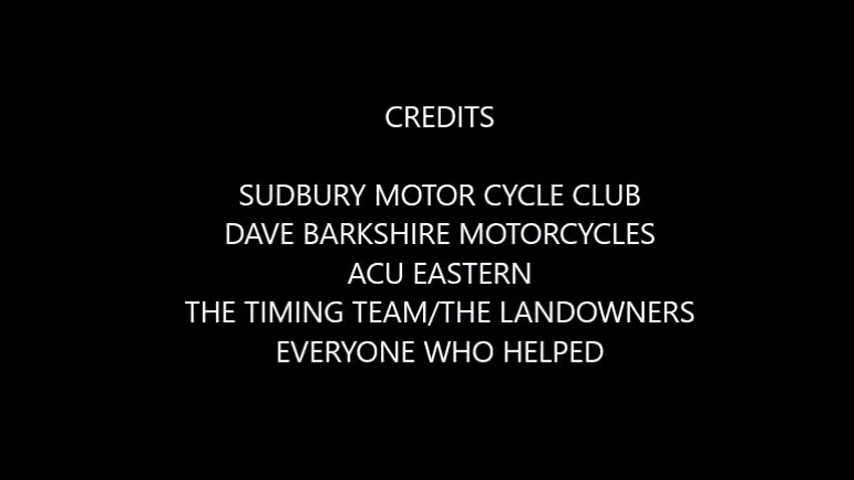 CREDITS
SUDBURY MOTOR CYCLE CLUB
DAVE BARKSHIRE MOTORCYCLES
ACU EASTERN
THE TIMING TEAM/THE LANDOWNERS
EVERYONE WHO HELPED